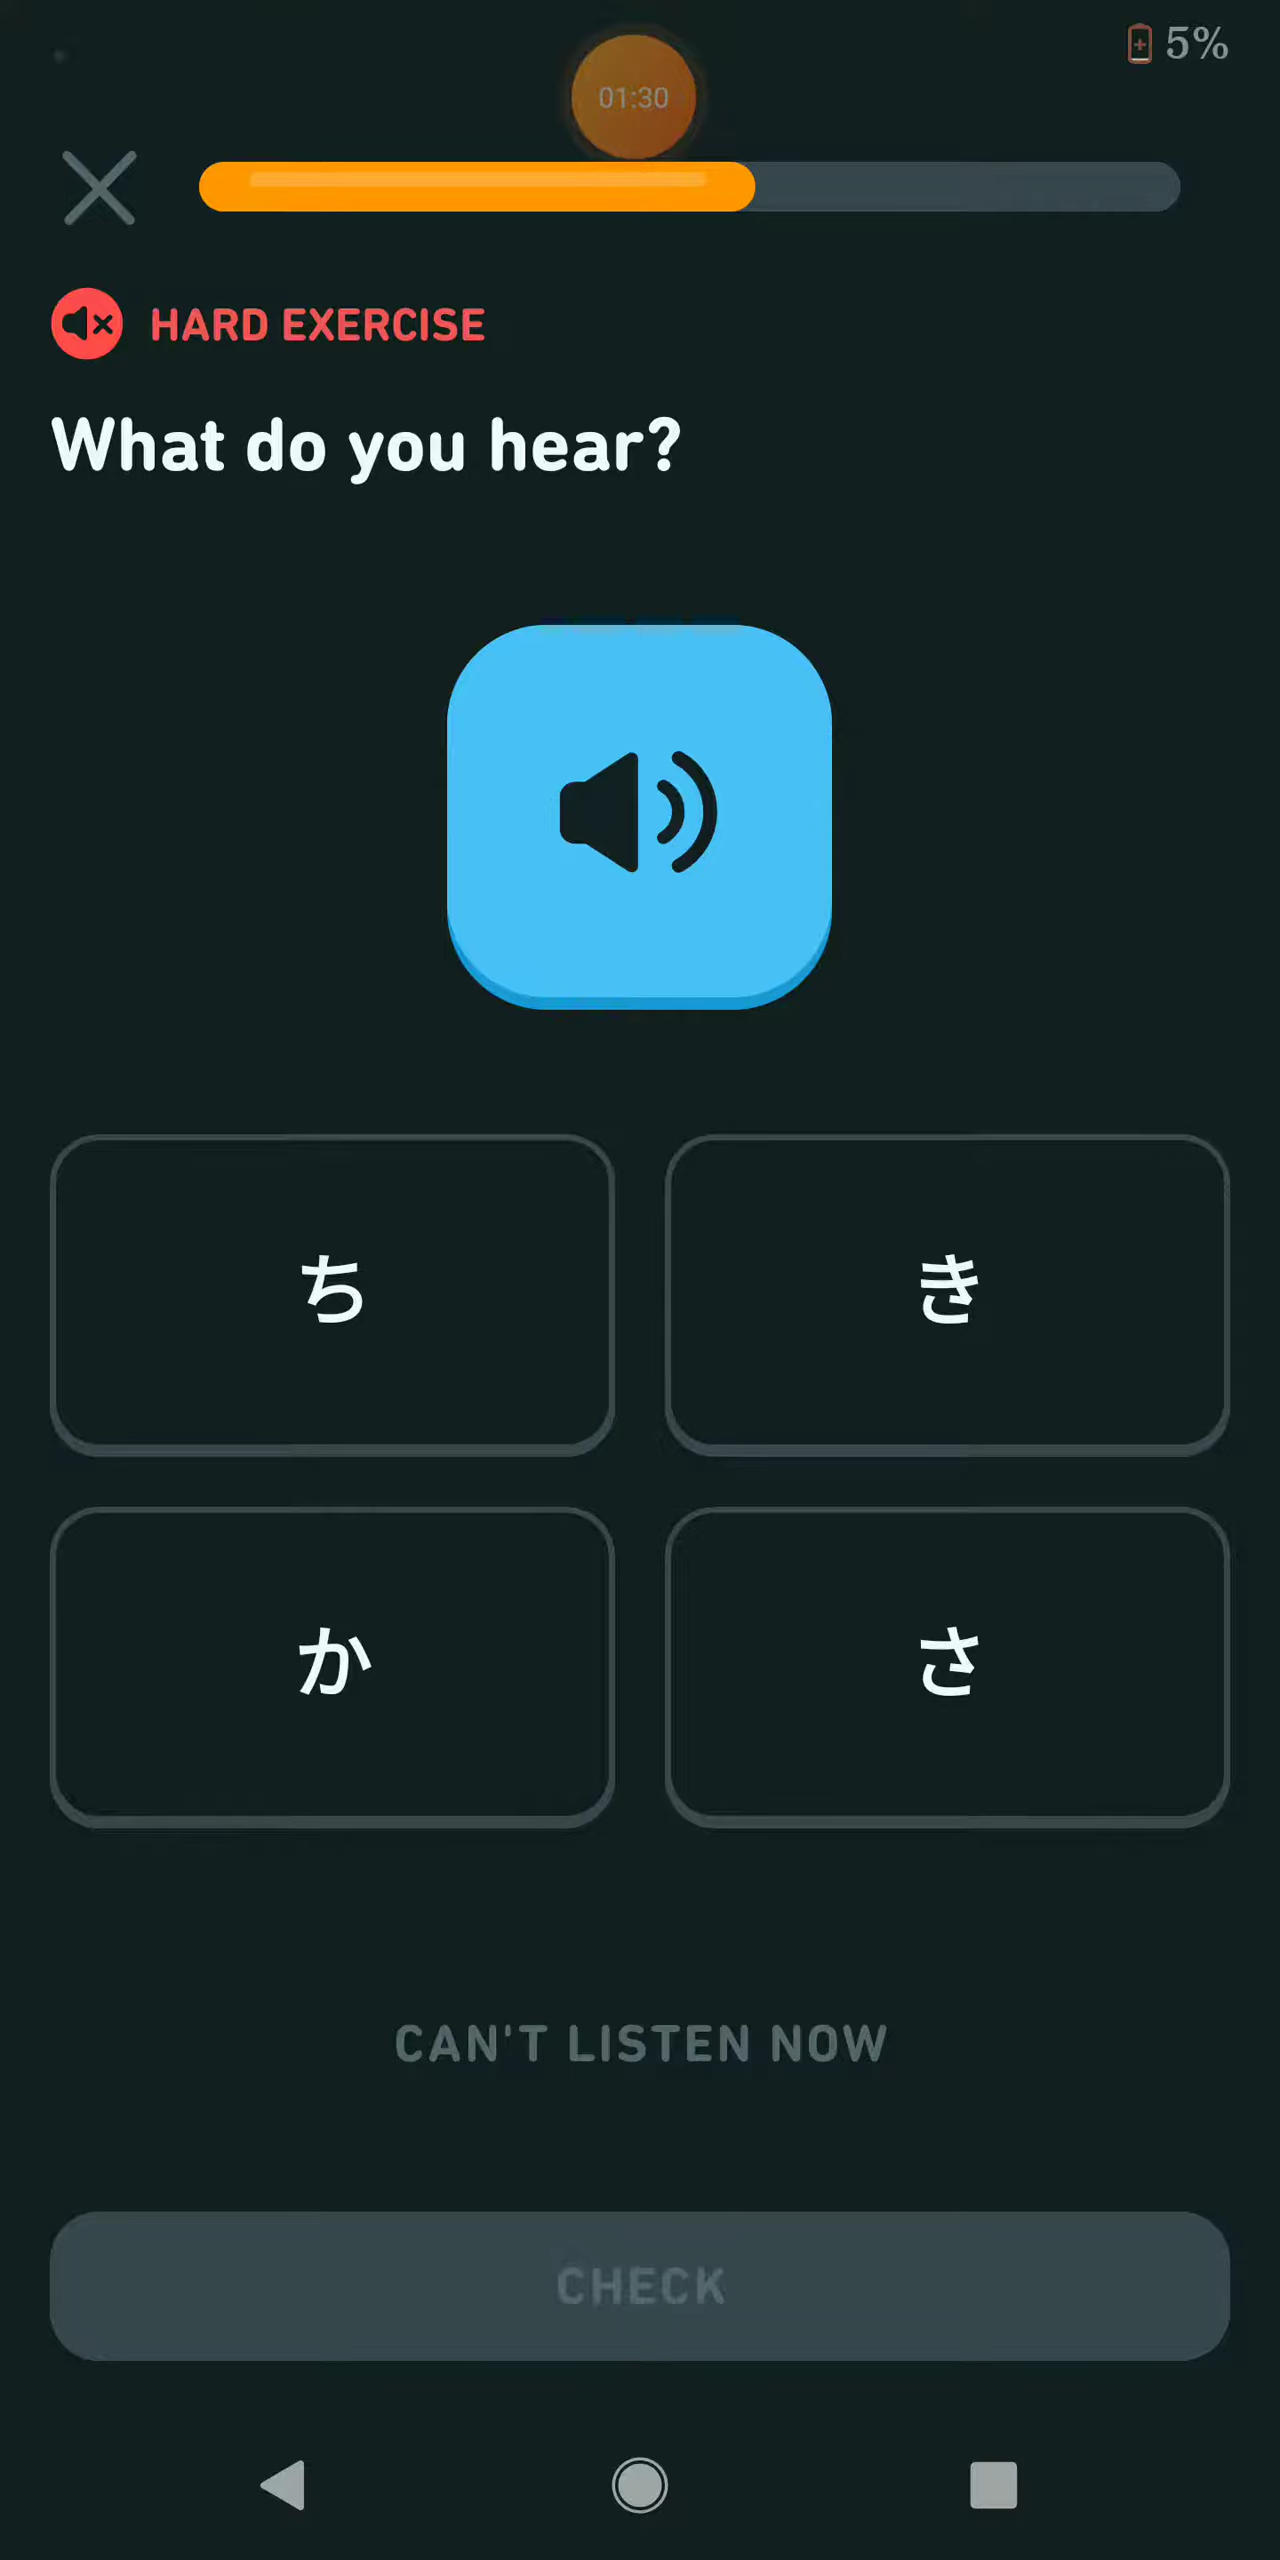 5%
01:30
HARD EXERCISE
What do you hear?
ち
き
か
さ
CAN'T LISTEN NOW
CHECK